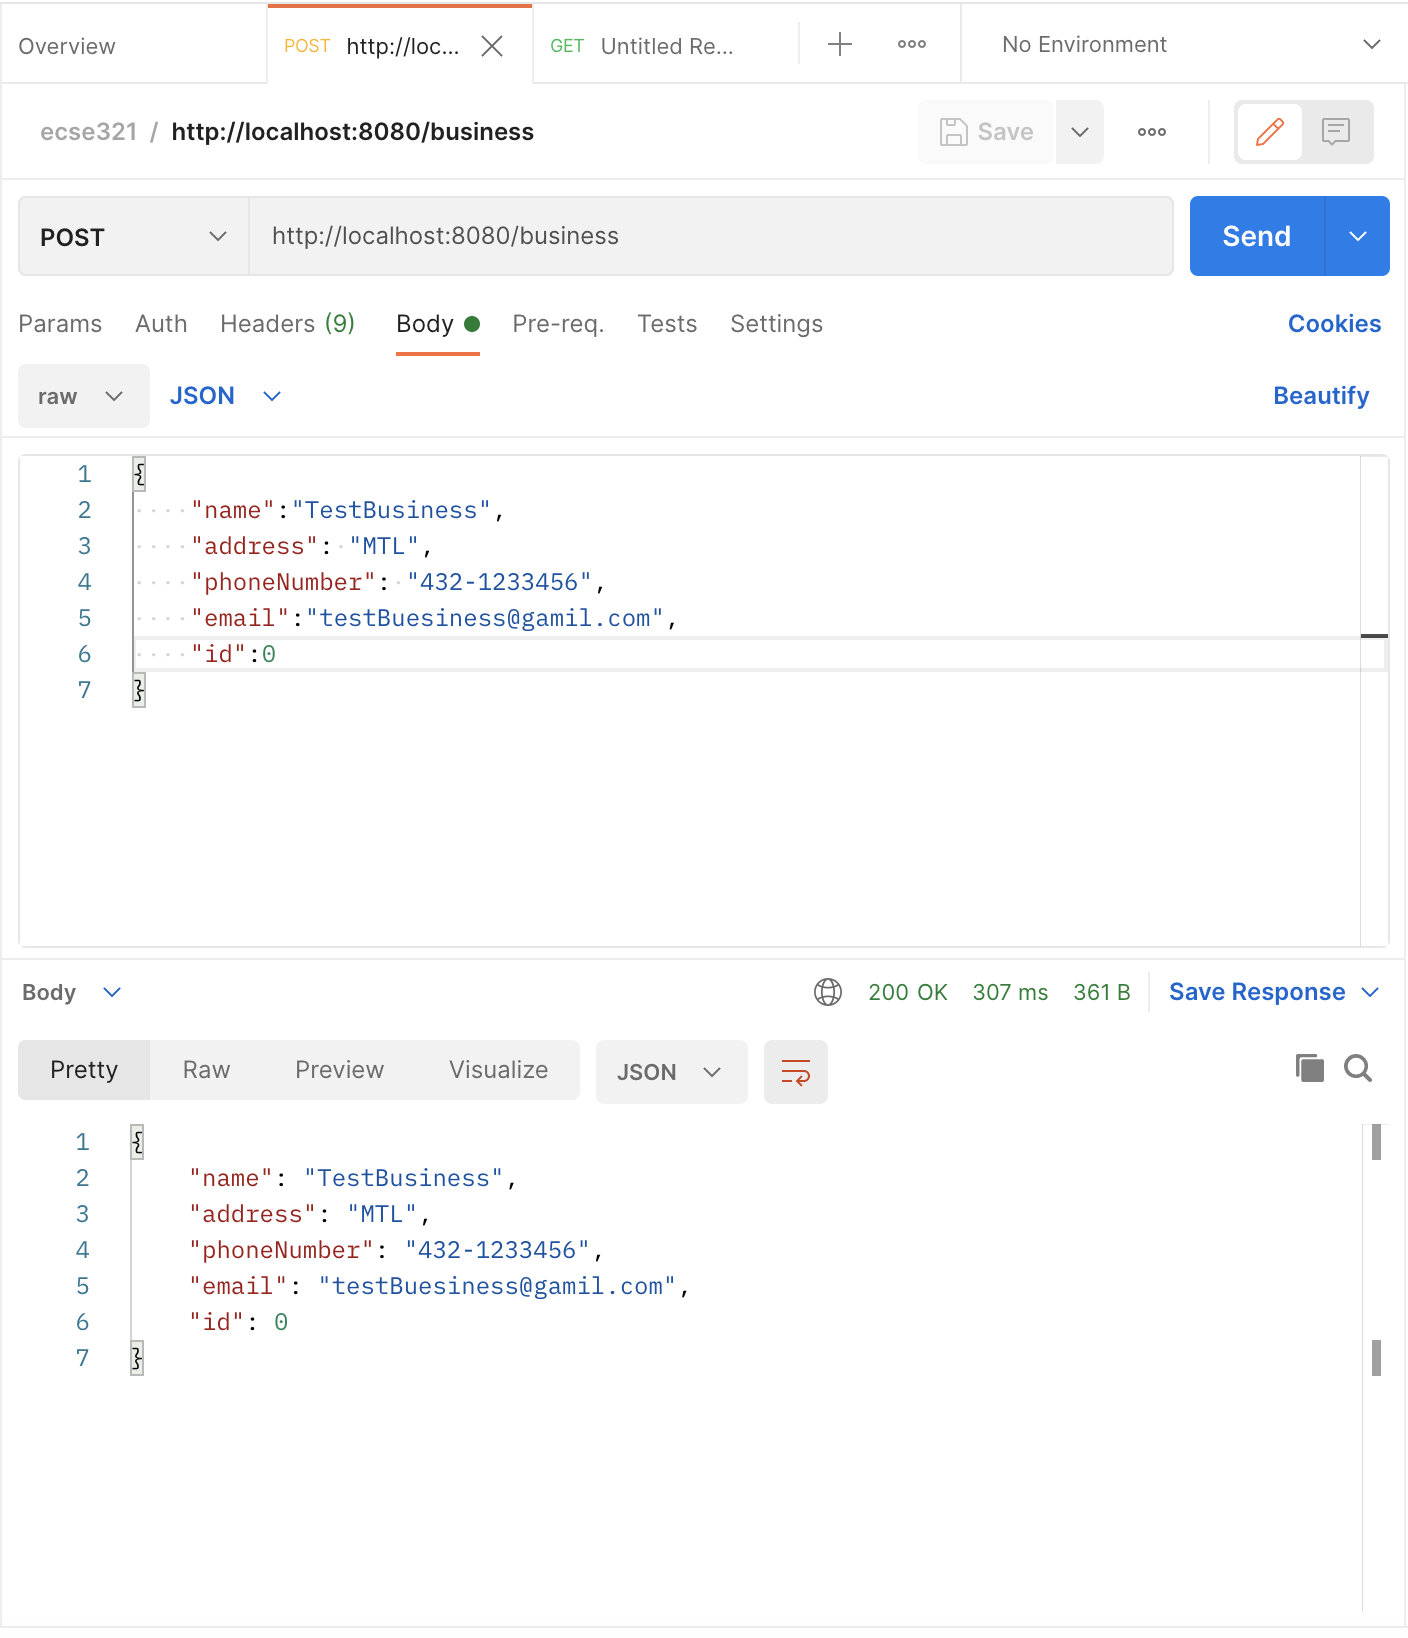 Overview POST http://loc... GET Untitled Re... No Environment
ecse321 / http://localhost:8080/business Save
POST http://localhost:8080/business Send
Params Auth Headers (9) Body Pre-req. Tests Settings Cookies
raw JSON Beautify
1 {
2 "name":"TestBusiness",
3 "address": "MTL",
4 "phoneNumber": "432-1233456",
5 "email":"testBuesiness@gamil.com",
6 "id":0
7 }
Body 200 OK 307 ms 361 B Save Response
Pretty Raw Preview Visualize JSON
1 {
2 "name": "TestBusiness",
3 "address": "MTL",
4 "phoneNumber": "432-1233456",
5 "email": "testBuesiness@gamil.com",
6 "id": 0
7 }